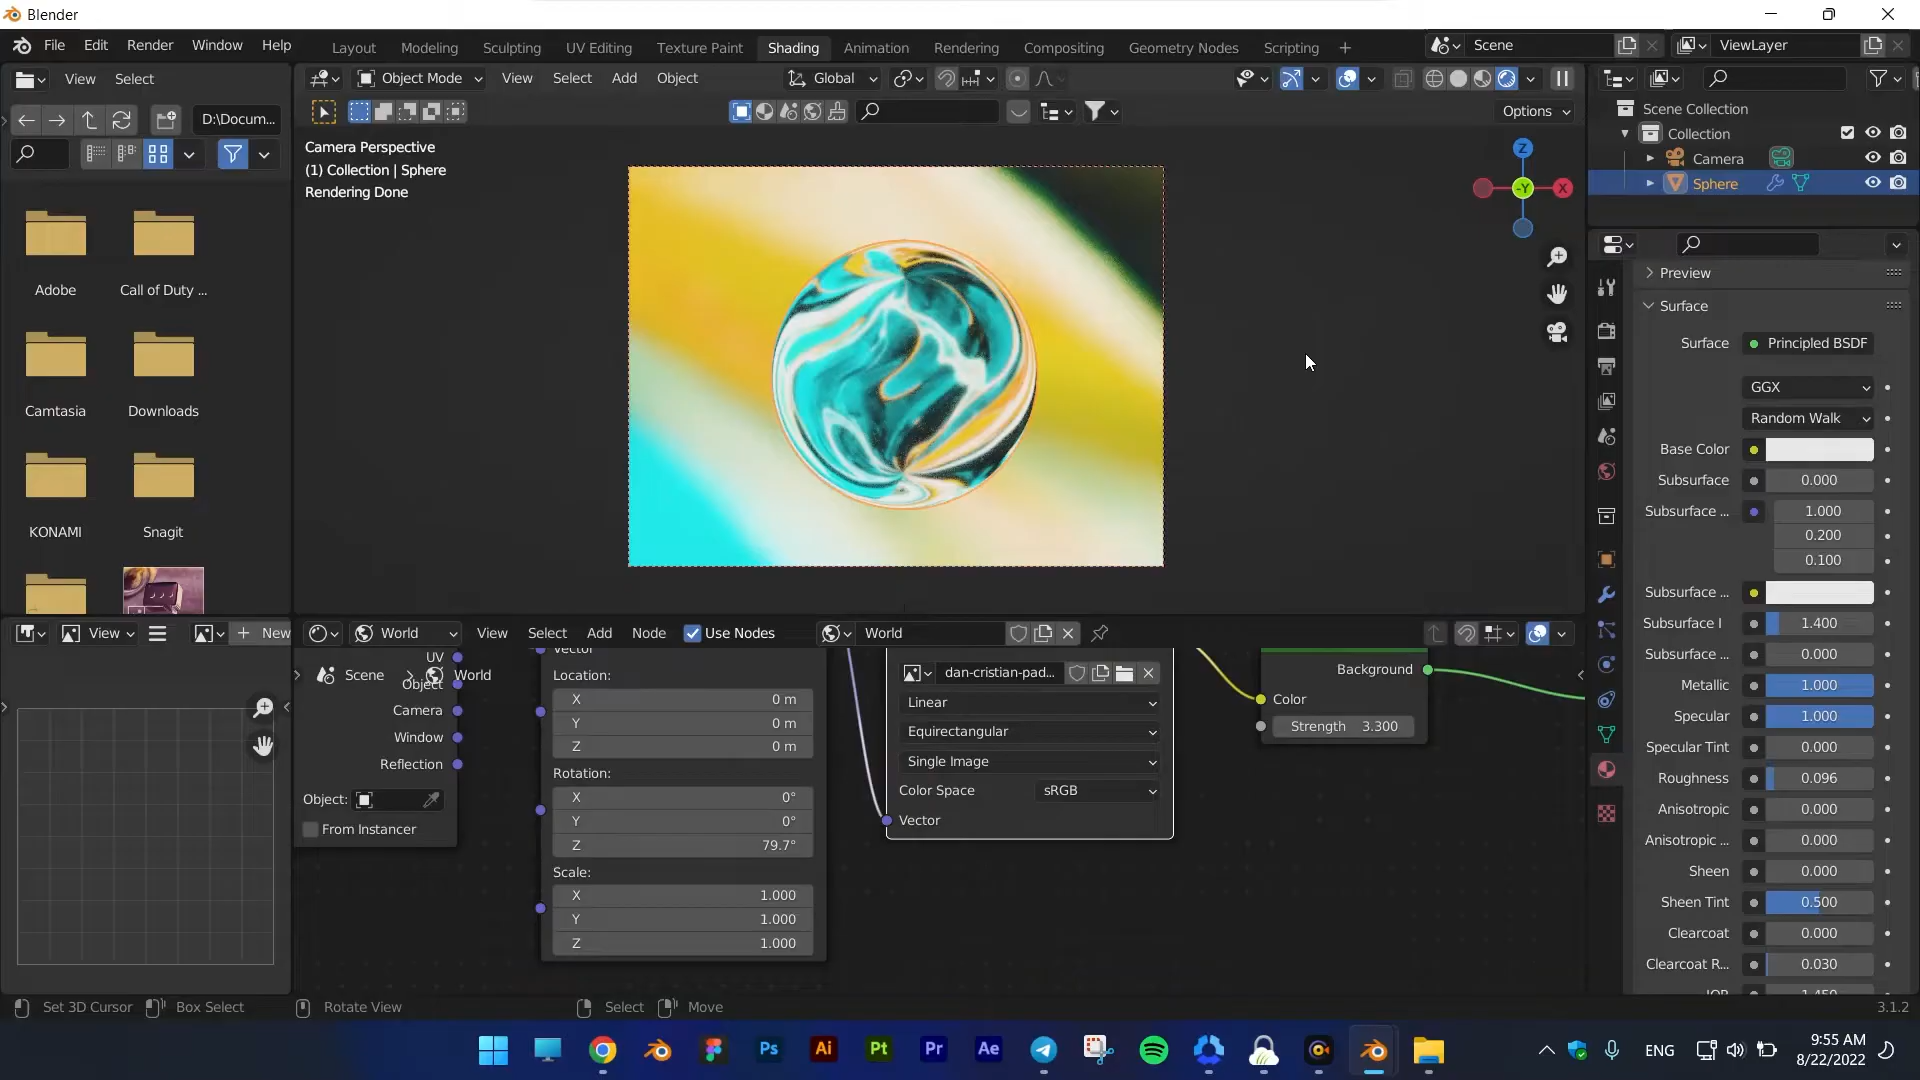 Blender
File Edit Render Window Help
Layout Modeling Sculpting UV Editing Texture Paint Shading Animation Rendering Compositing Geometry Nodes Scripting +
Scene
ViewLayer
View Select
Object Mode View Select Add Object
Global
D:\Docum...
Options
Camera Perspective
(1) Collection | Sphere
Rendering Done
Z
-Y
X
Adobe
Call of Duty ...
Camtasia
Downloads
KONAMI
Snagit
Scene Collection
Collection
Camera
Sphere
Preview
Surface
Surface Principled BSDF
GGX
Random Walk
Base Color
Subsurface 0.000
Subsurface ... 1.000
0.200
0.100
Subsurface ...
Subsurface I 1.400
Subsurface ... 0.000
Metallic 1.000
Specular 1.000
Specular Tint 0.000
Roughness 0.096
Anisotropic 0.000
Anisotropic ... 0.000
Sheen 0.000
Sheen Tint 0.500
Clearcoat 0.000
Clearcoat R... 0.030
IOR 1.450
View
New
World View Select Add Node Use Nodes
World
Scene > World
UV
Object
Camera
Window
Reflection
Object:
From Instancer
Vector
Location:
X 0 m
Y 0 m
Z 0 m
Rotation:
X 0°
Y 0°
Z 79.7°
Scale:
X 1.000
Y 1.000
Z 1.000
dan-cristian-pad...
Linear
Equirectangular
Single Image
Color Space sRGB
Vector
Background
Color
Strength 3.300
Set 3D Cursor
Box Select
Rotate View
Select
Move
3.1.2
Ps
Ai
Pt
Pr
Ae
ENG
9:55 AM
8/22/2022